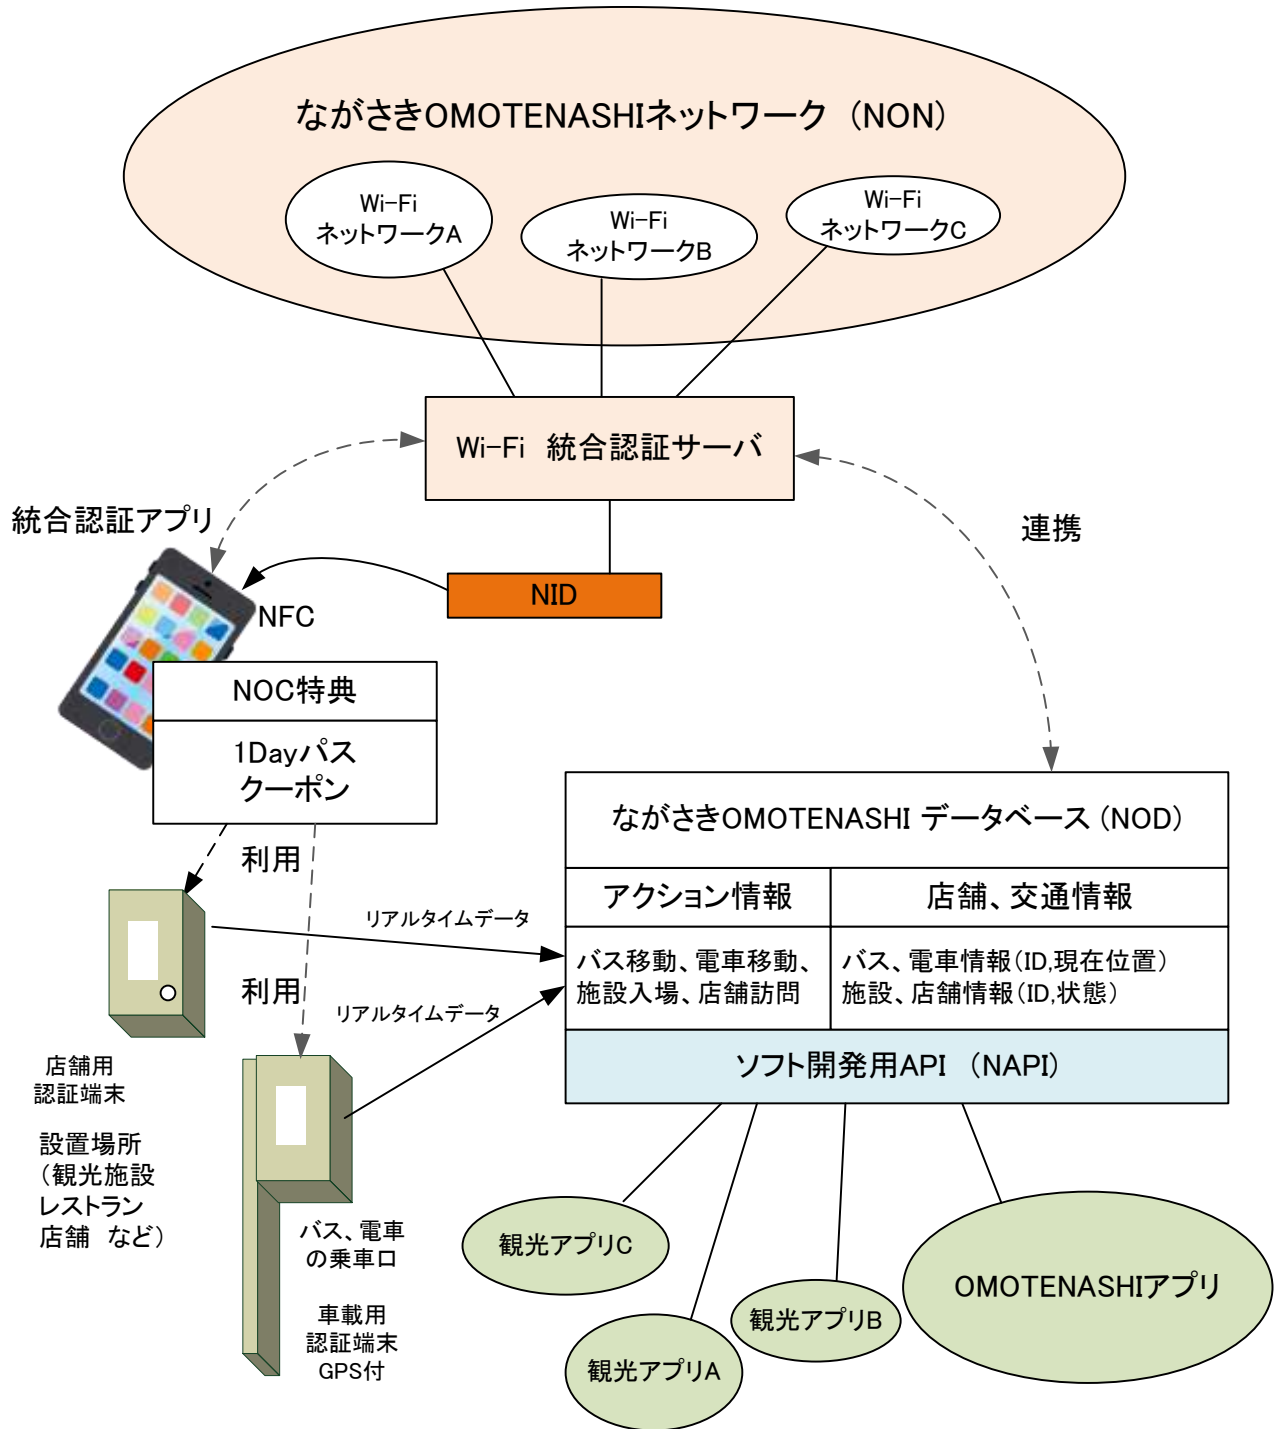 ながさきOMOTENASHIネットワーク （NON）
Wi-Fi
ネットワークA
Wi-Fi
ネットワークB
Wi-Fi
ネットワークC
Wi-Fi 統合認証サーバ
統合認証アプリ
連携
NID
NFC
NOC特典
1Dayパス
クーポン
利用
利用
リアルタイムデータ
リアルタイムデータ
ながさきOMOTENASHI データベース（NOD）
アクション情報
店舗、交通情報
バス移動、電車移動、
施設入場、店舗訪問
バス、電車情報（ID,現在位置）
施設、店舗情報（ID,状態）
ソフト開発用API （NAPI）
店舗用
認証端末
設置場所
（観光施設
レストラン
店舗 など）
バス、電車
の乗車口
車載用
認証端末
GPS付
観光アプリC
観光アプリA
観光アプリB
OMOTENASHIアプリ